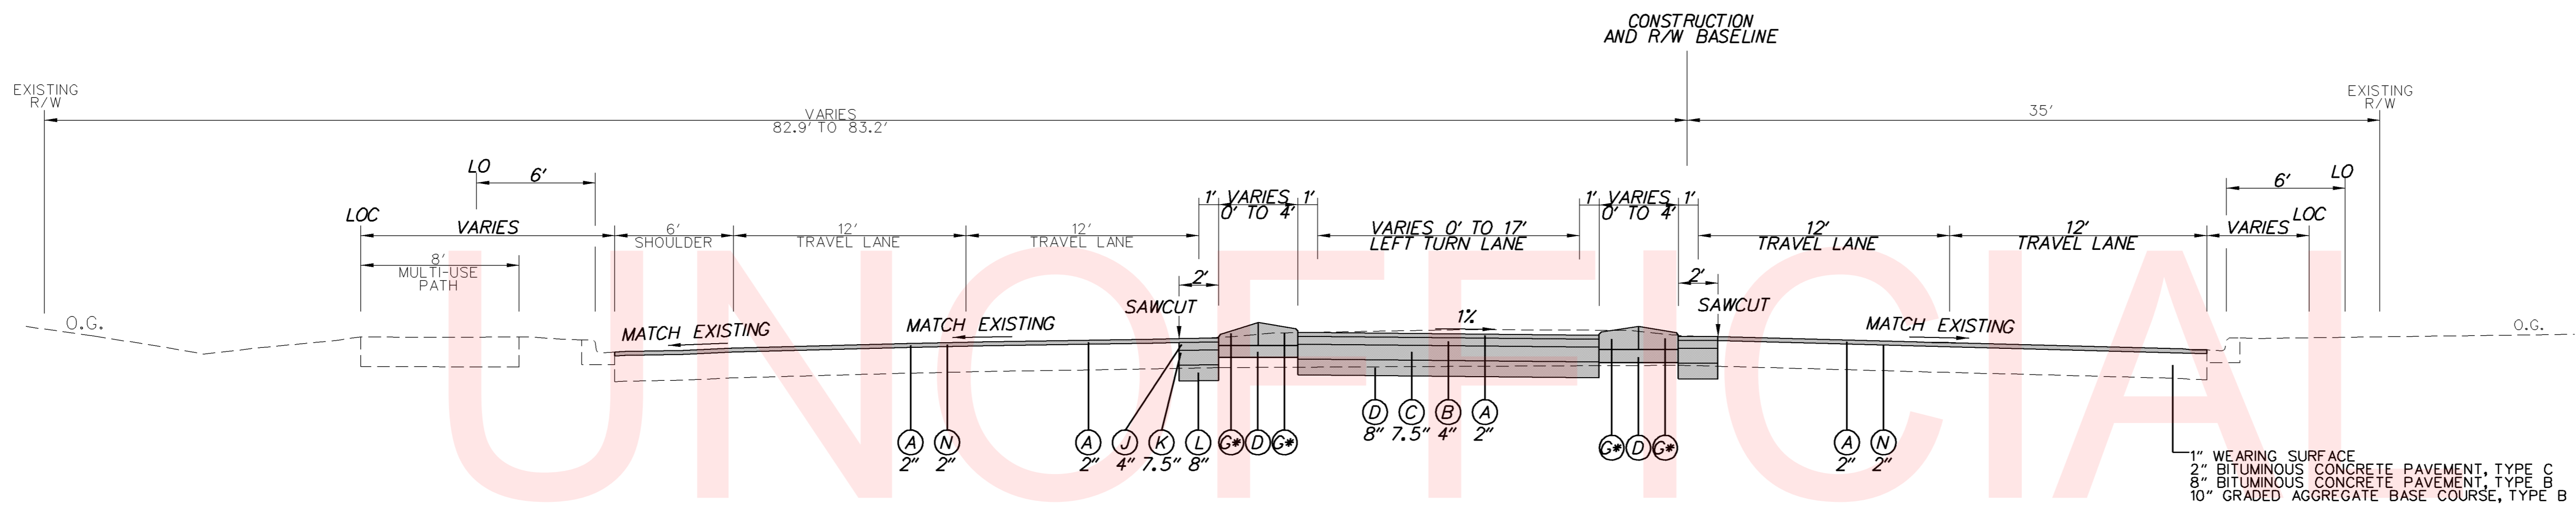 CONSTRUCTION
AND R/W BASELINE
EXISTING
R/W
VARIES
82.9' TO 83.2'
35'
EXISTING
R/W
LO
6'
LOC
VARIES
6'
SHOULDER
12'
TRAVEL LANE
12'
TRAVEL LANE
1'
VARIES
0' TO 4'
1'
VARIES 0' TO 17'
LEFT TURN LANE
1'
VARIES
0' TO 4'
1'
12'
TRAVEL LANE
12'
TRAVEL LANE
VARIES
6'
LO
LOC
8'
MULTI-USE
PATH
2'
SAWCUT
2'
SAWCUT
O.G.
MATCH EXISTING
MATCH EXISTING
1%
MATCH EXISTING
O.G.
A
2"
N
2"
A
2"
J
4"
K
7.5"
L
8"
G*
D
G*
D
8"
C
7.5"
B
4"
A
2"
G*
D
G*
A
2"
N
2"
1" WEARING SURFACE
2" BITUMINOUS CONCRETE PAVEMENT, TYPE C
8" BITUMINOUS CONCRETE PAVEMENT, TYPE B
10" GRADED AGGREGATE BASE COURSE, TYPE B
UNOFFICIAL